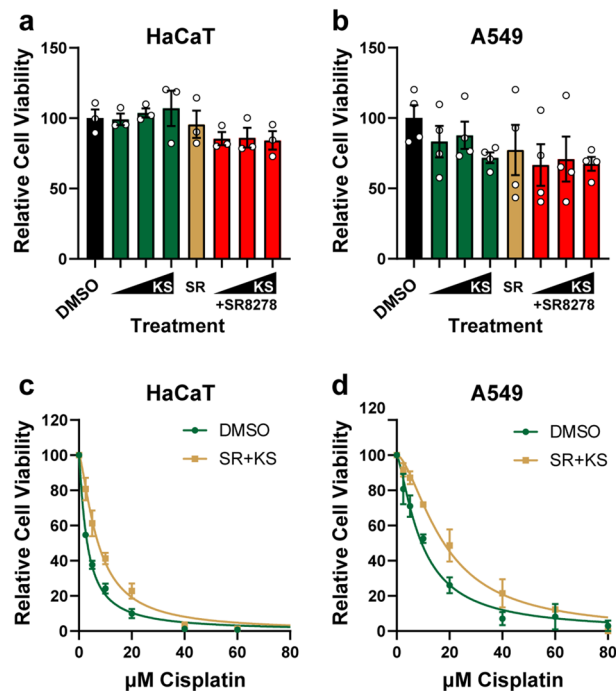 a
HaCaT
Relative Cell Viability
150
100
50
0
DMSO
KS
SR
KS
+SR8278
Treatment
b
A549
Relative Cell Viability
150
100
50
0
DMSO
KS
SR
KS
+SR8278
Treatment
c
HaCaT
Relative Cell Viability
120
100
80
60
40
20
0
DMSO
SR+KS
0 20 40 60 80
µM Cisplatin
d
A549
Relative Cell Viability
120
100
80
60
40
20
0
DMSO
SR+KS
0 20 40 60 80
µM Cisplatin